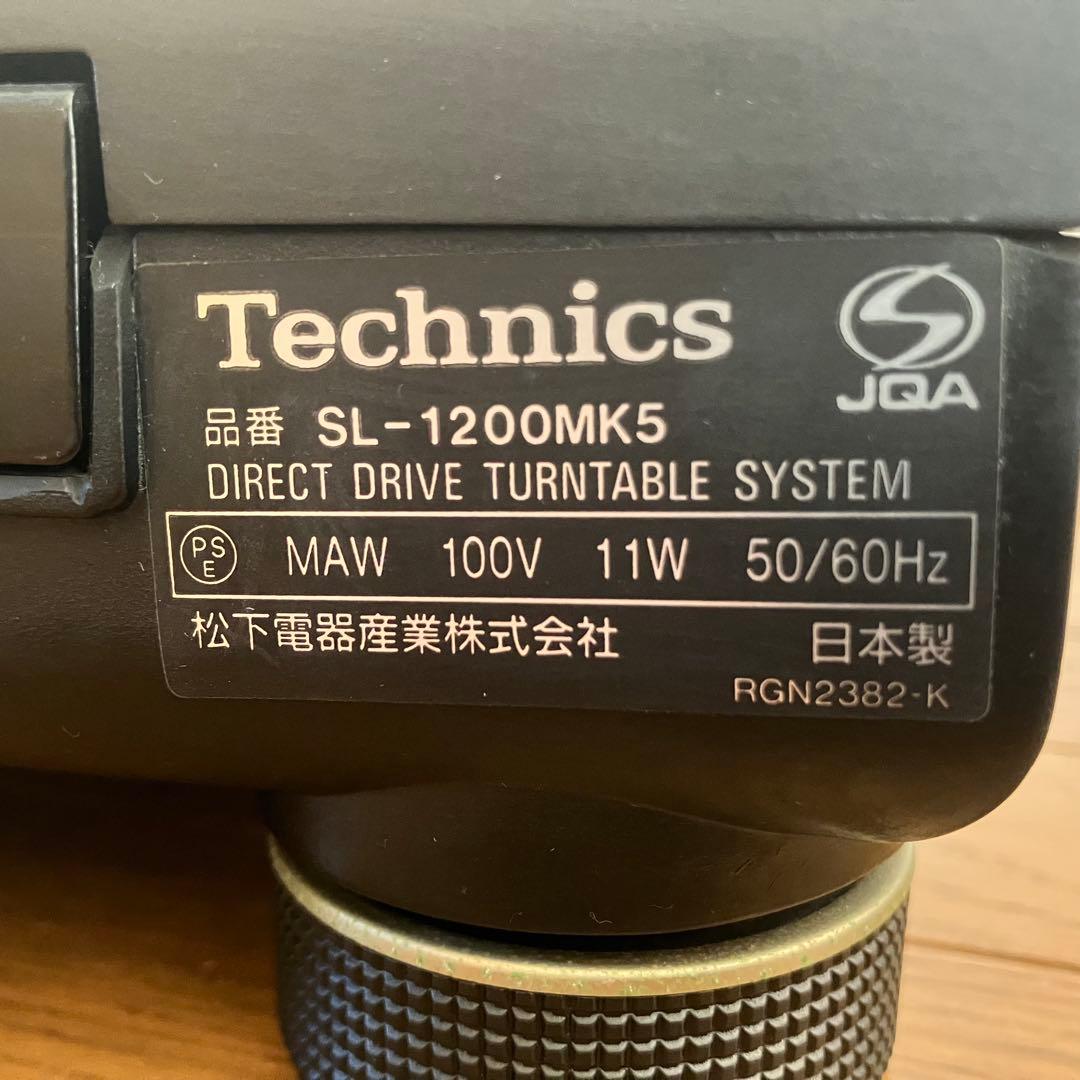 Technics
JQA
品番 SL-1200MK5
DIRECT DRIVE TURNTABLE SYSTEM
PS E MAW 100V 11W 50/60Hz
松下電器産業株式会社 日本製
RGN2382-K